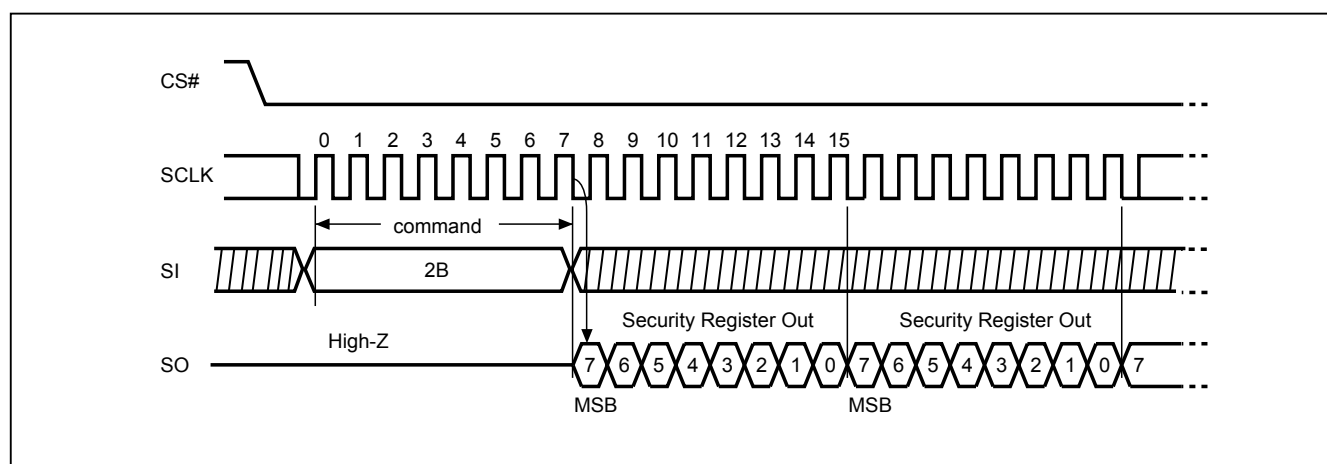 CS#
0 1 2 3 4 5 6 7 8 9 10 11 12 13 14 15
SCLK
command
SI
2B
Security Register Out Security Register Out
High-Z
SO
7 6 5 4 3 2 1 0 7 6 5 4 3 2 1 0 7
MSB MSB